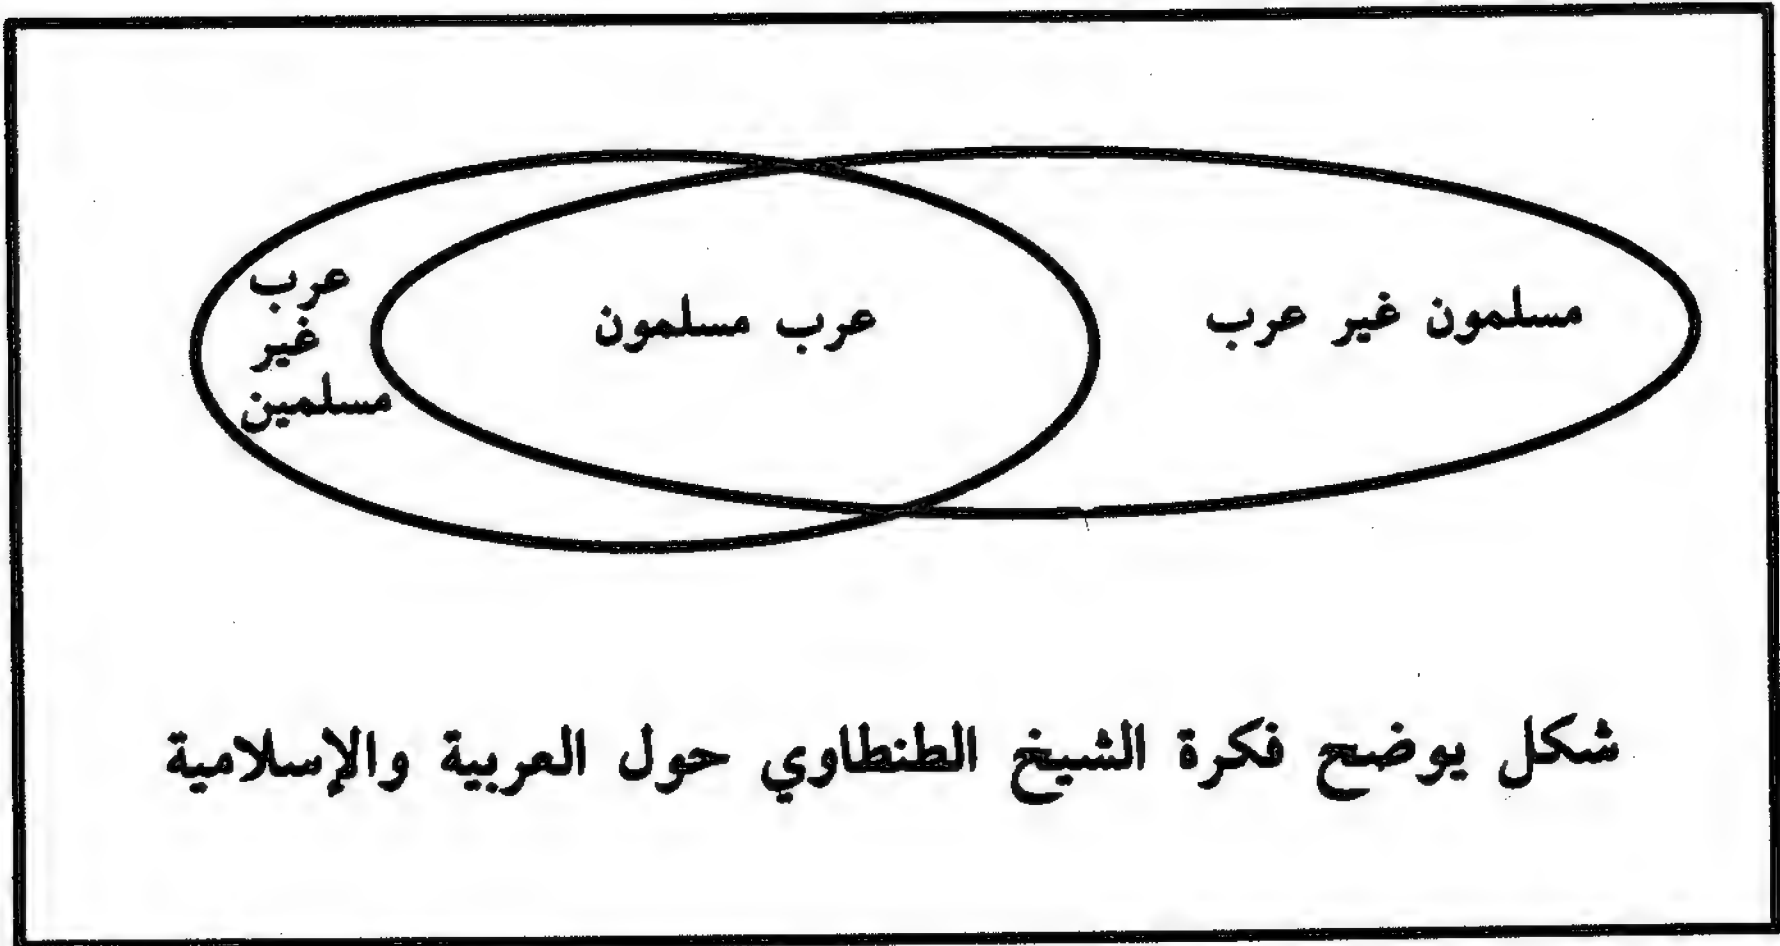 مسلمون غير عرب
عرب مسلمون
عرب
غير
مسلمين
شكل يوضح فكرة الشيخ الطنطاوي حول العربية والإسلامية